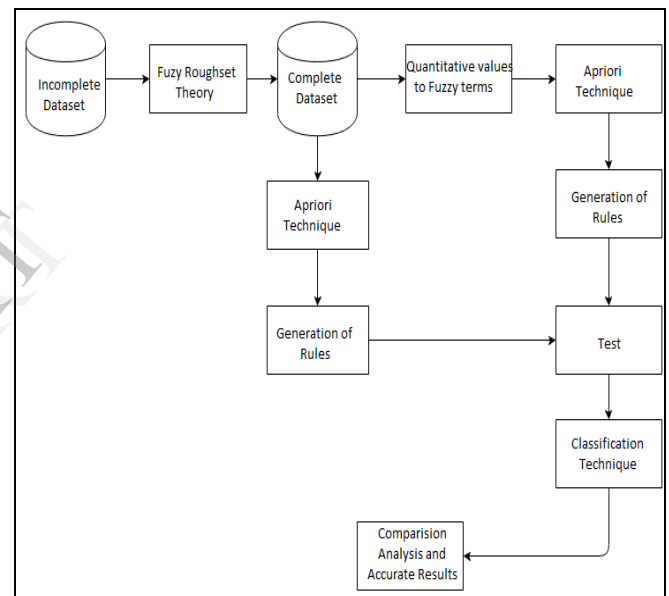 Incomplete
Dataset
Fuzy Roughset
Theory
Complete
Dataset
Quantitative values
to Fuzzy terms
Apriori
Technique
Apriori
Technique
Generation of
Rules
Generation of
Rules
Test
Classification
Technique
Comparision
Analysis and
Accurate Results